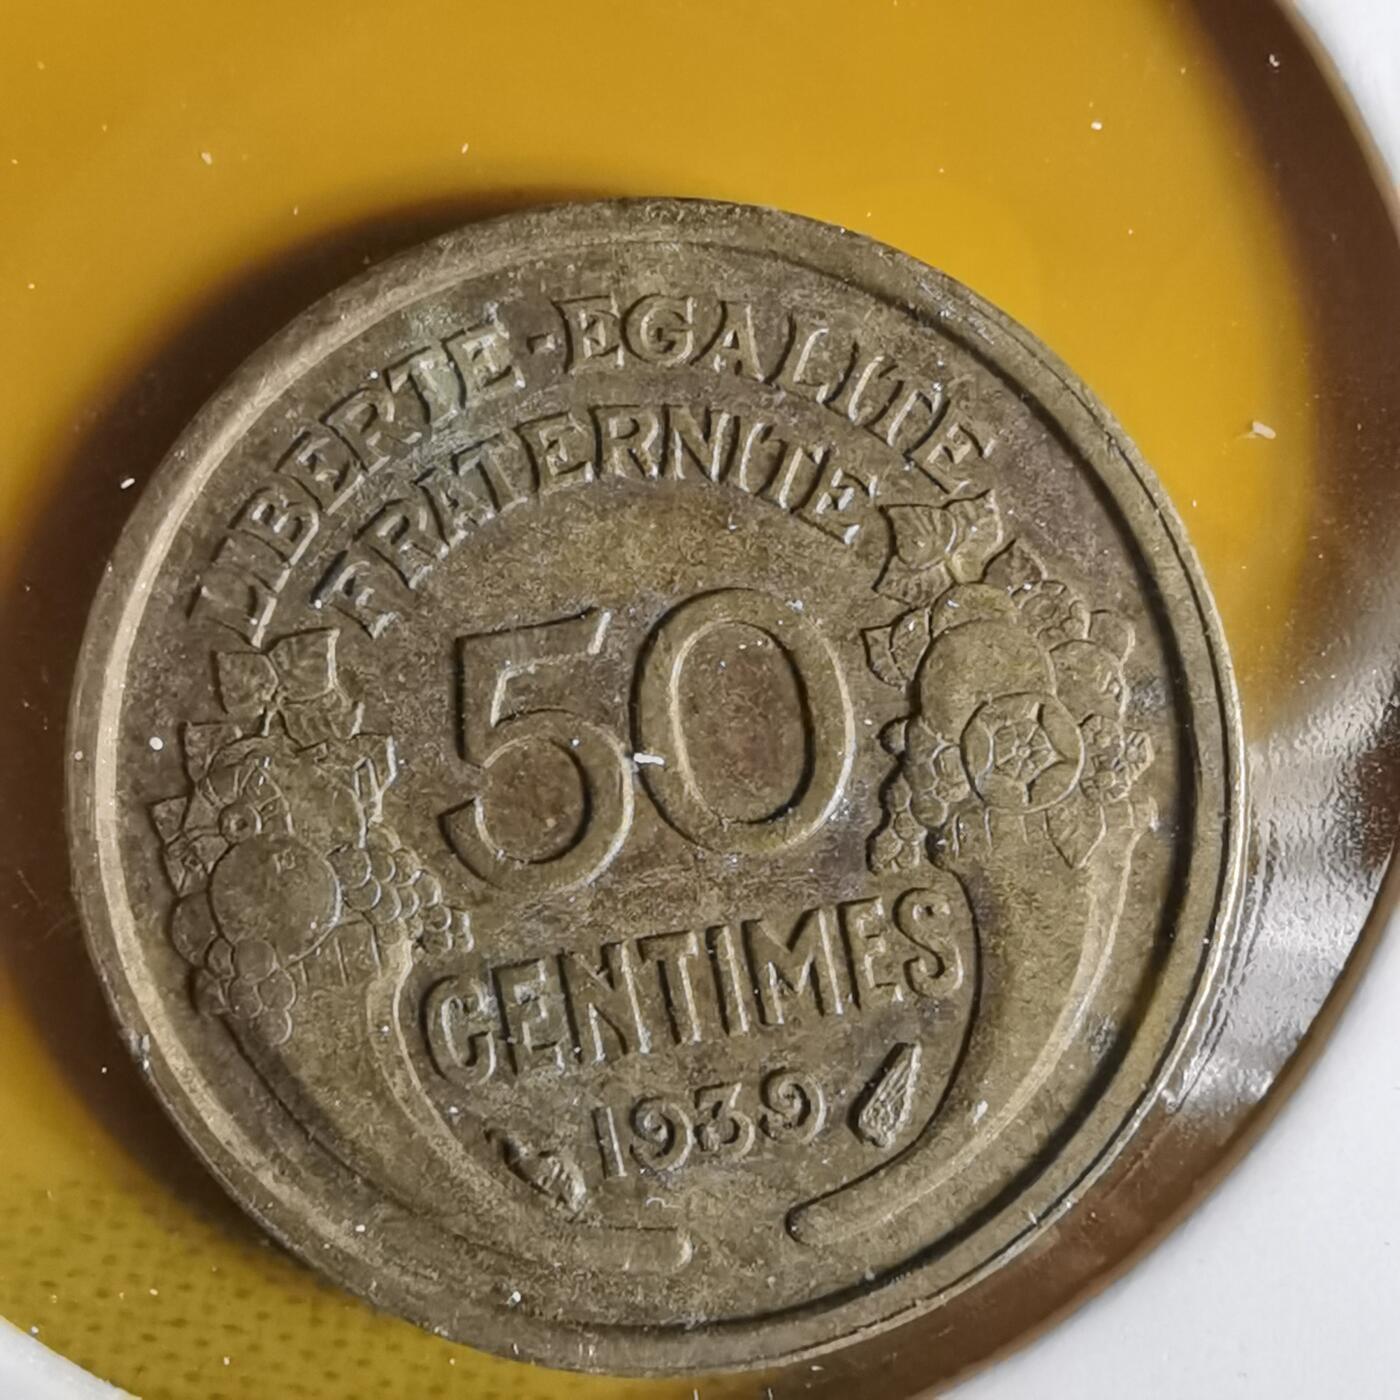 LIBERTE-EGALITE
FRATERNITE
50
CENTIMES
1939